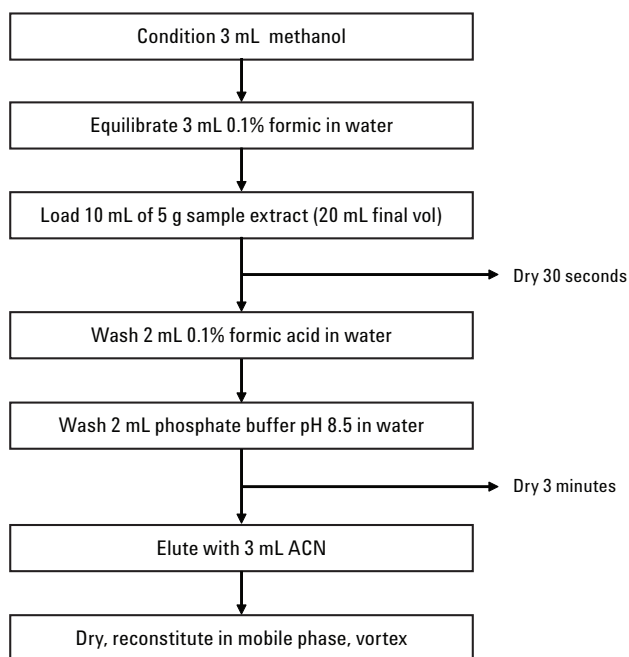 Condition 3 mL methanol
Equilibrate 3 mL 0.1% formic in water
Load 10 mL of 5 g sample extract (20 mL final vol)
Dry 30 seconds
Wash 2 mL 0.1% formic acid in water
Wash 2 mL phosphate buffer pH 8.5 in water
Dry 3 minutes
Elute with 3 mL ACN
Dry, reconstitute in mobile phase, vortex